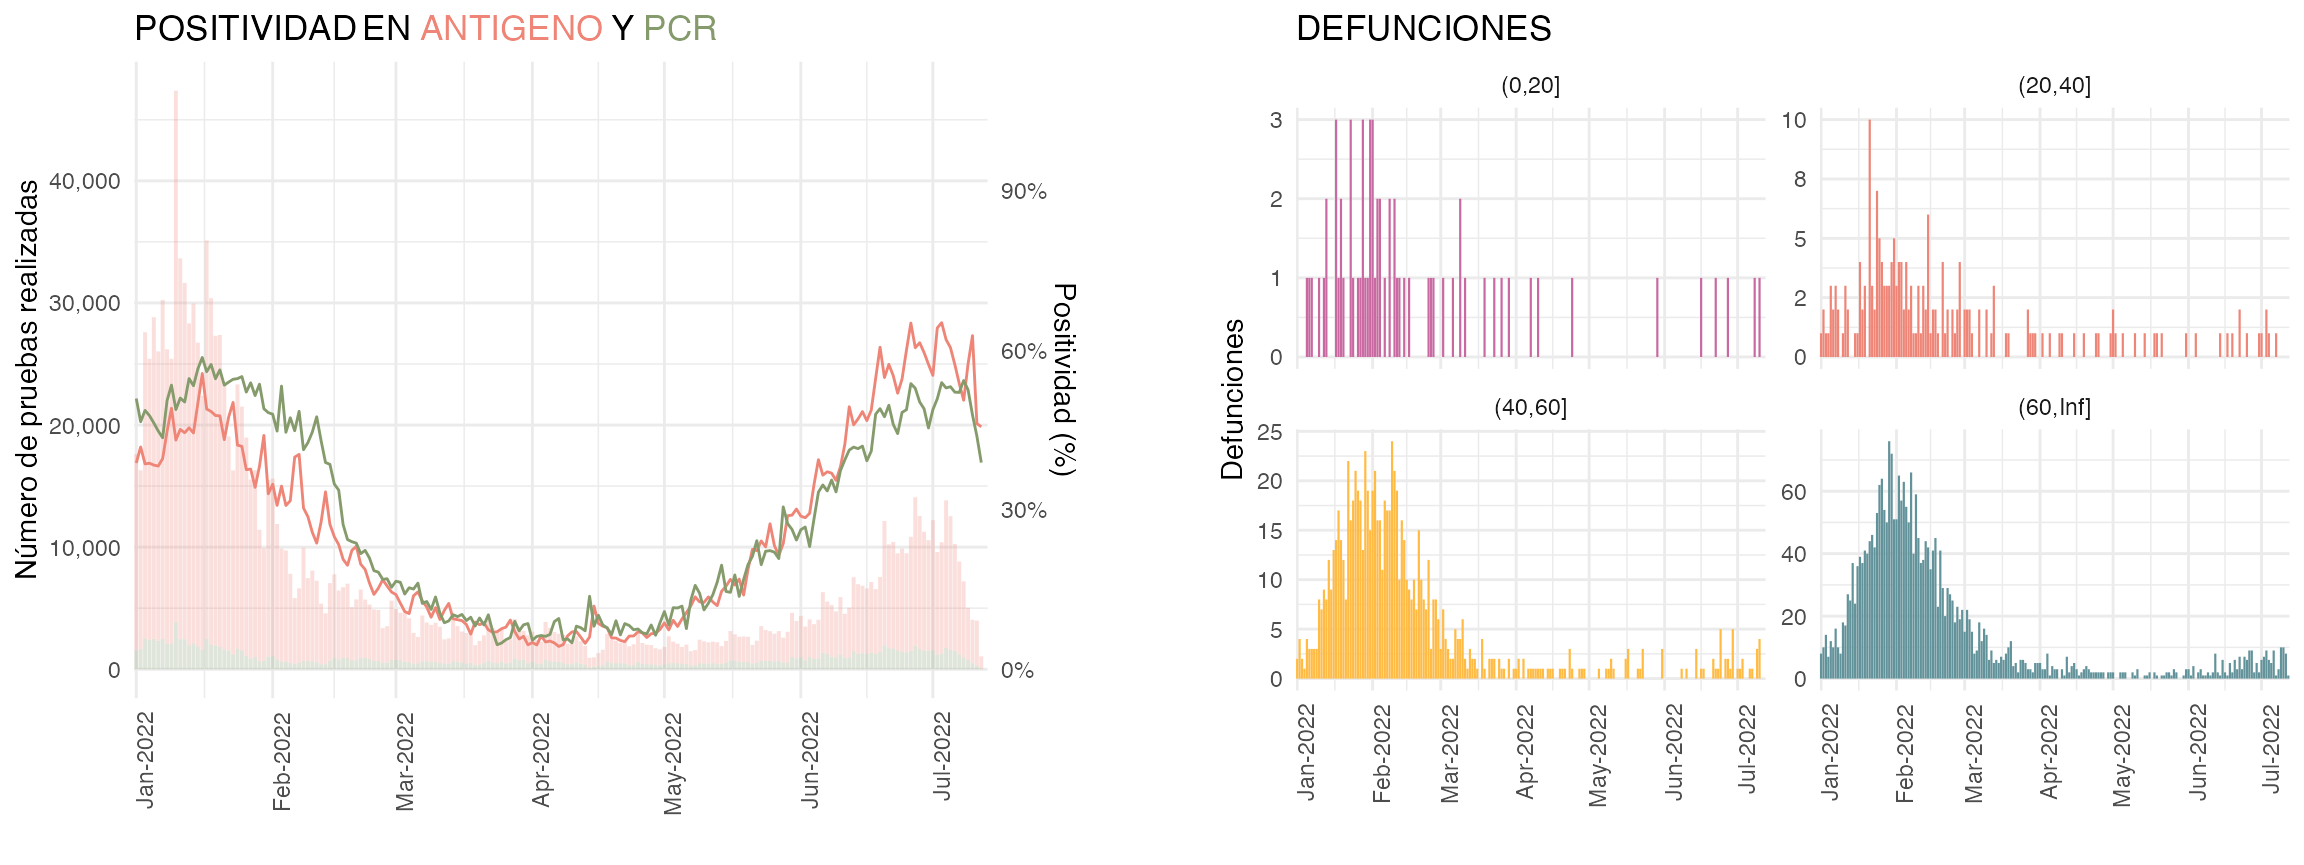 POSITIVIDAD EN ANTIGENO Y PCR
Número de pruebas realizadas
40,000
30,000
20,000
10,000
0
90%
60%
30%
0%
Positividad (%)
Jan-2022
Feb-2022
Mar-2022
Apr-2022
May-2022
Jun-2022
Jul-2022
DEFUNCIONES
Defunciones
(0,20]
3
2
1
0
(20,40]
10
8
5
2
0
(40,60]
25
20
15
10
5
0
Jan-2022
Feb-2022
Mar-2022
Apr-2022
May-2022
Jun-2022
Jul-2022
(60,Inf]
60
40
20
0
Jan-2022
Feb-2022
Mar-2022
Apr-2022
May-2022
Jun-2022
Jul-2022